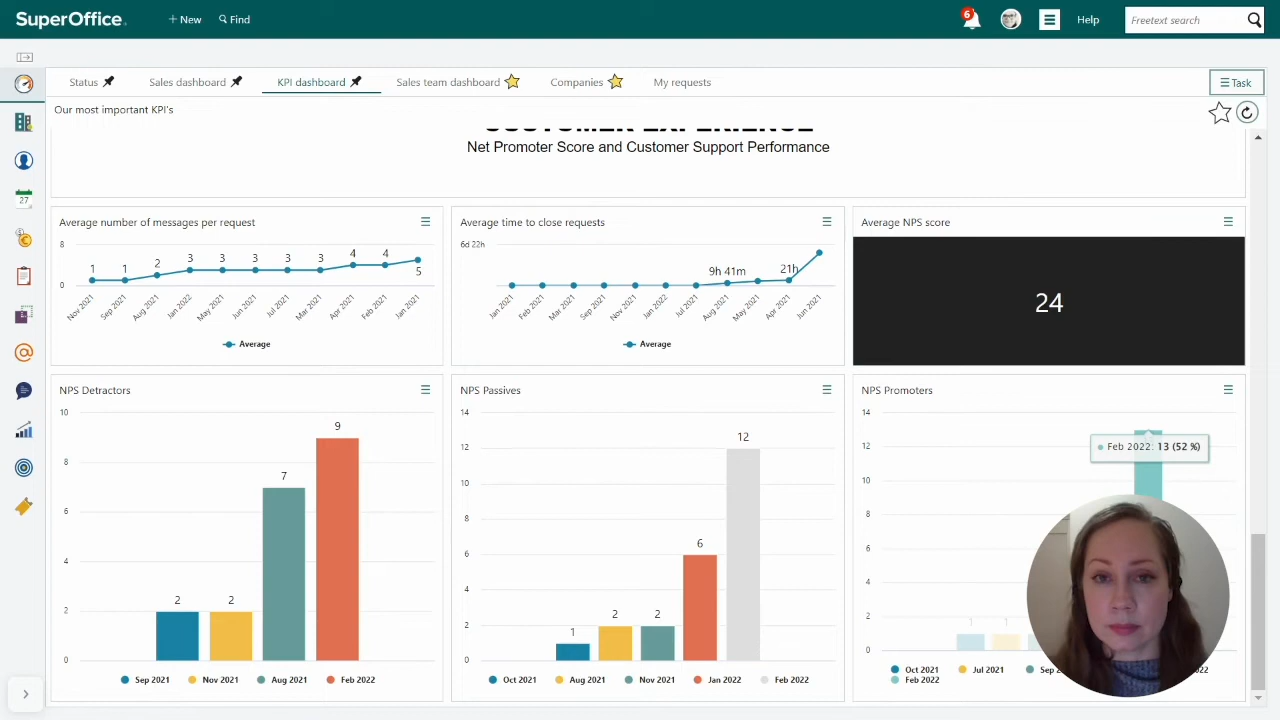 SuperOffice.
+ New
Find
6
Help
Freetext search
Status
Sales dashboard
KPI dashboard
Sales team dashboard
Companies
My requests
Task
Our most important KPI's
CUSTOMER EXPERIENCE
Net Promoter Score and Customer Support Performance
27
Average number of messages per request
8
0
1
1
2
3
3
3
3
3
4
4
5
Nov 2021
Sep 2021
Aug 2021
Jan 2022
May 2021
Jun 2021
Jul 2021
Mar 2021
Apr 2021
Feb 2021
Jan 2021
Average
Average time to close requests
6d 22h
9h 41m
21h
Jan 2021
Feb 2021
Mar 2021
Sep 2021
Nov 2021
Jan 2022
Jul 2021
Aug 2021
May 2021
Apr 2021
Jun 2021
Average
Average NPS score
24
NPS Detractors
10
8
6
4
2
0
2
2
7
9
Sep 2021
Nov 2021
Aug 2021
Feb 2022
NPS Passives
14
12
10
8
6
4
2
0
1
2
2
6
12
Oct 2021
Aug 2021
Nov 2021
Jan 2022
Feb 2022
NPS Promoters
14
12
10
8
6
4
2
0
Feb 2022: 13 (52 %)
1
1
Oct 2021
Jul 2021
Sep
2022
Feb 2022